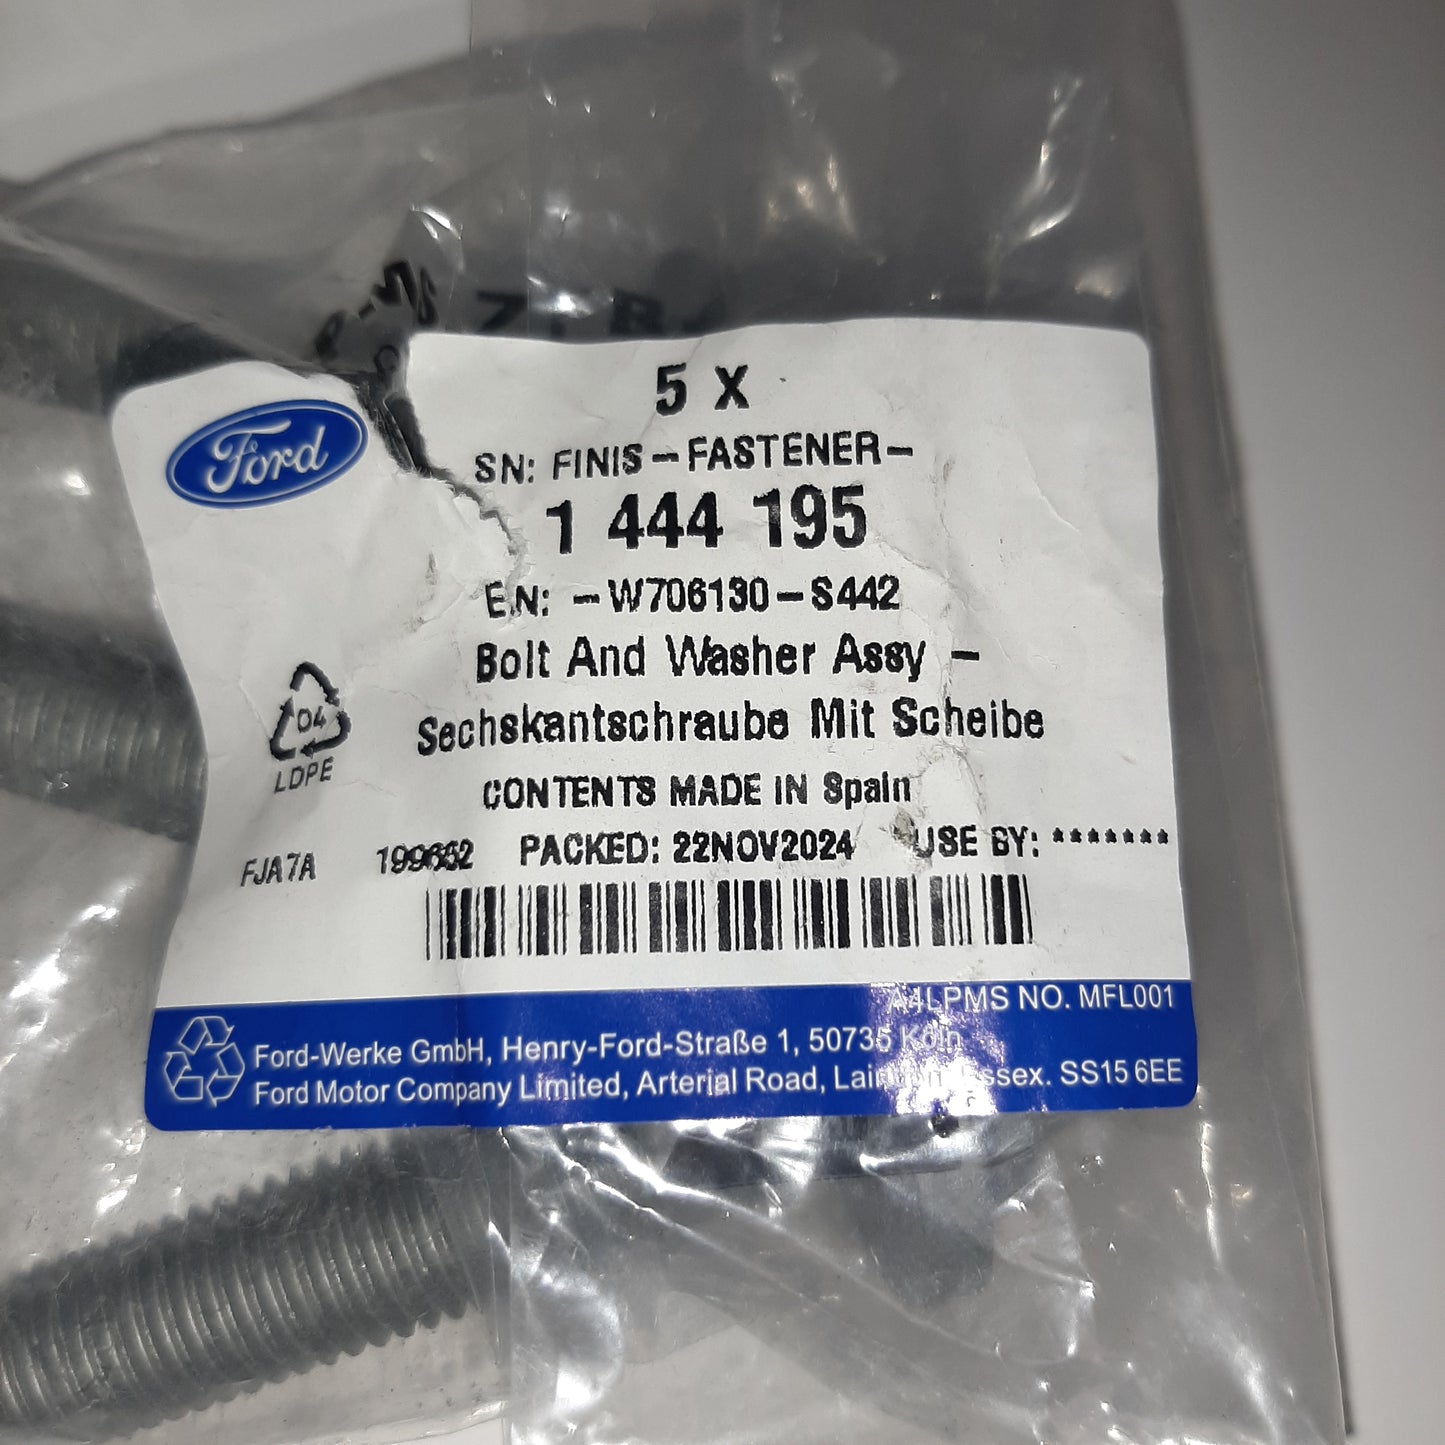 5 X
Ford
SN: FINIS-FASTENER-
1 444 195
EN: -W706130-S442
Bolt And Washer Assy -
Sechskantschraube Mit Scheibe
04
LDPE
CONTENTS MADE IN Spain
FJA7A PACKED: 22NOV2024 USE BY: *******
A4LPMS NO. MFL001
Ford-Werke GmbH, Henry-Ford-Straße 1, 50735 Köln
Ford Motor Company Limited, Arterial Road, Essex. SS15 6EE